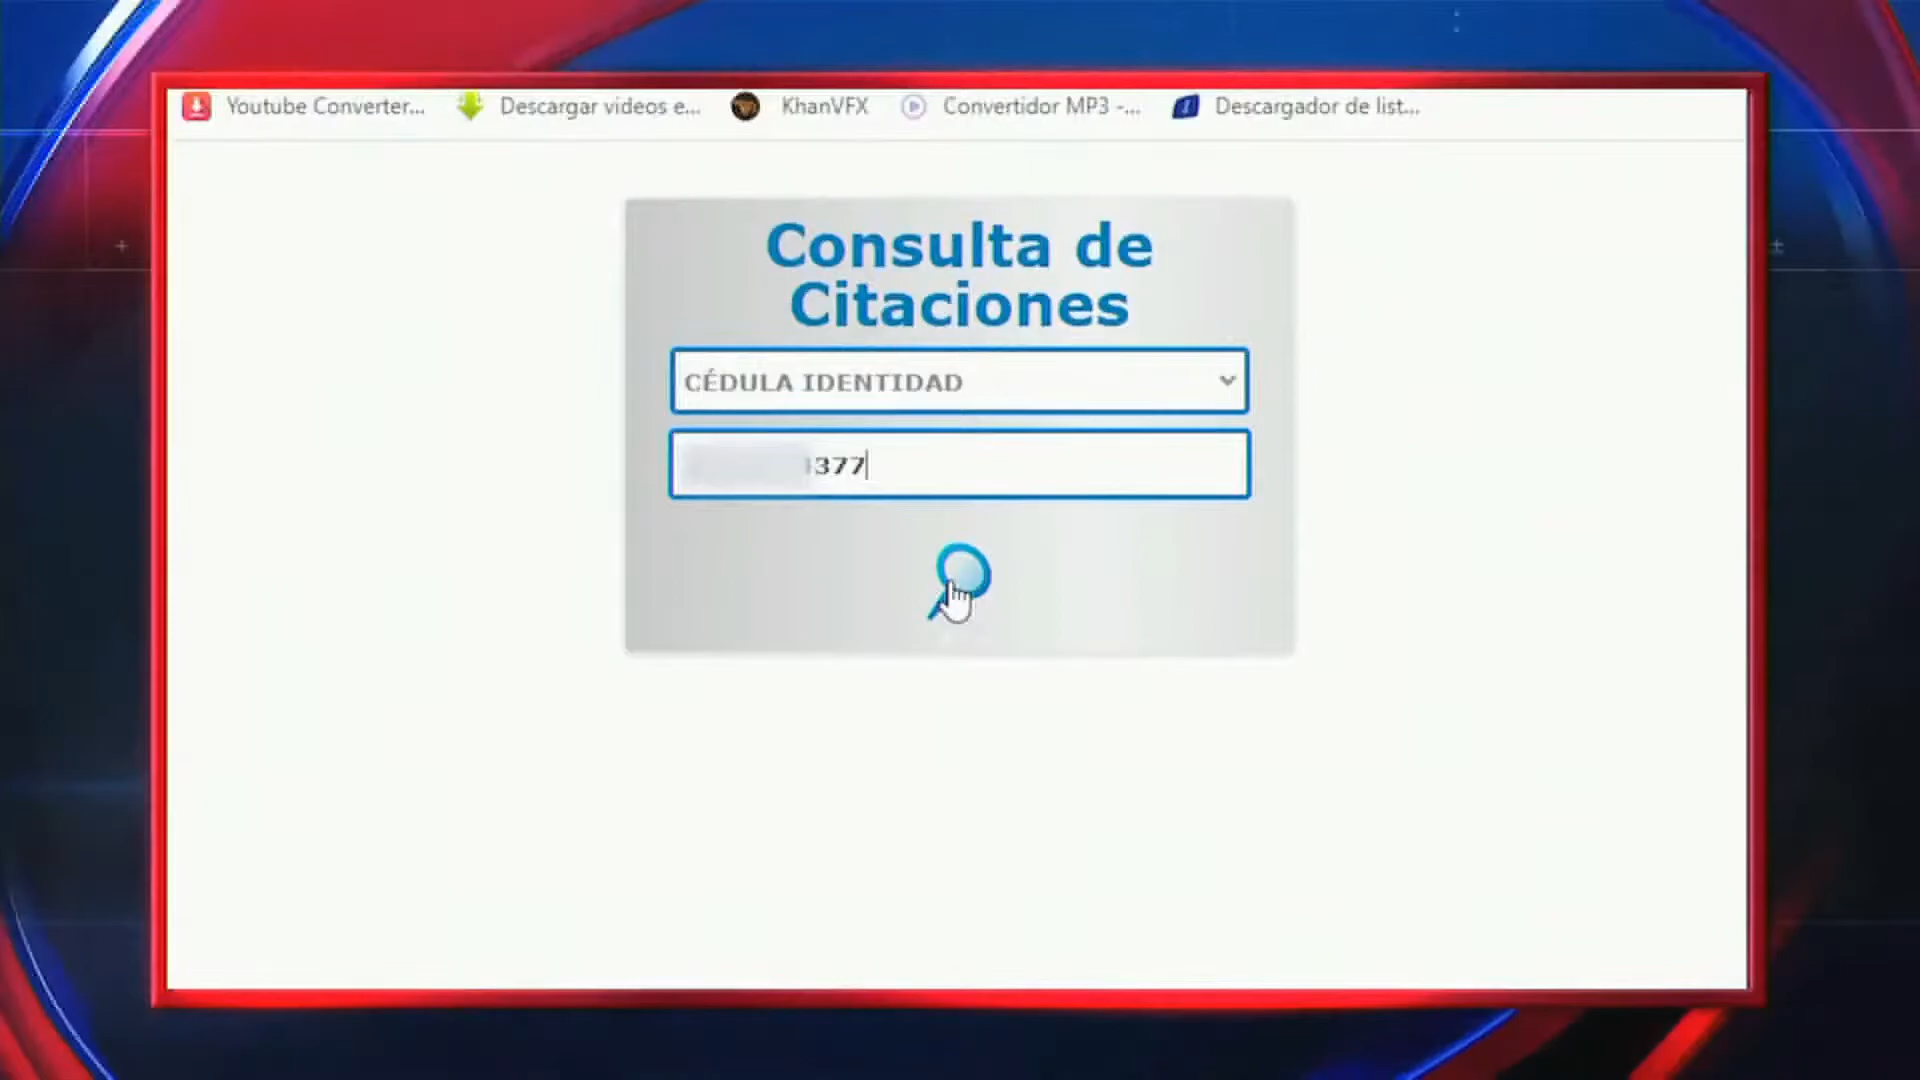 Youtube Converter... Descargar videos e... KhanVFX Convertidor MP3 -... Descargador de list...
Consulta de
Citaciones
CÉDULA IDENTIDAD
377